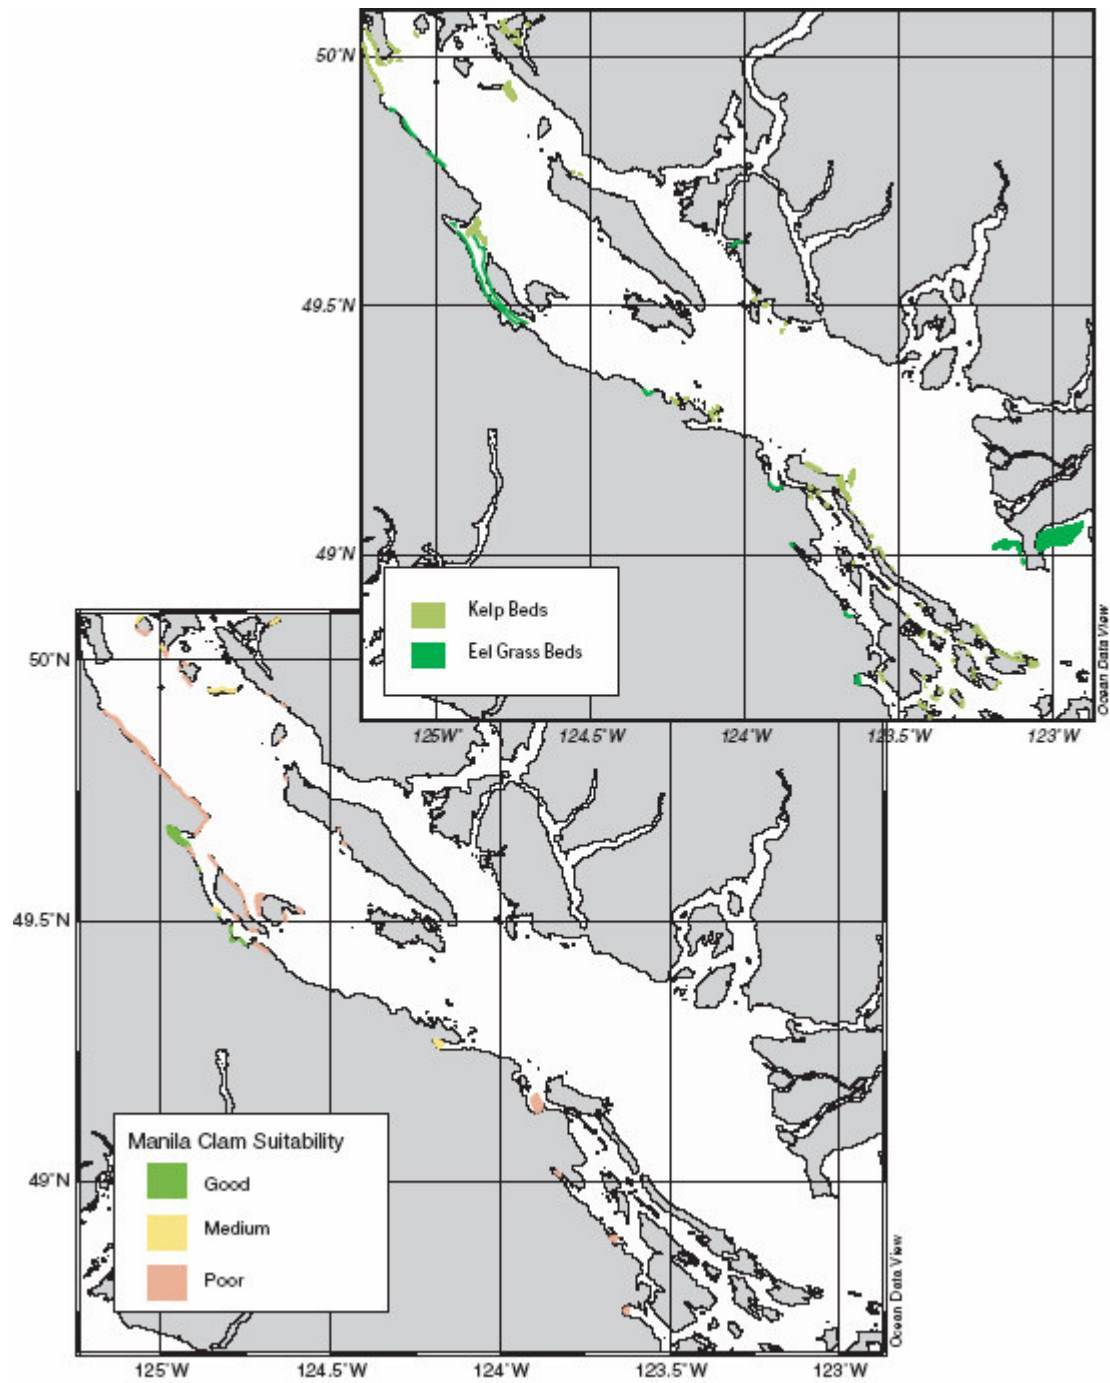 50°N
49.5°N
49°N
Kelp Beds
Eel Grass Beds
Ocean Data View
125°W
124.5°W
124°W
123.5°W
123°W
50°N
49.5°N
49°N
Manila Clam Suitability
Good
Medium
Poor
Ocean Data View
125°W
124.5°W
124°W
123.5°W
123°W